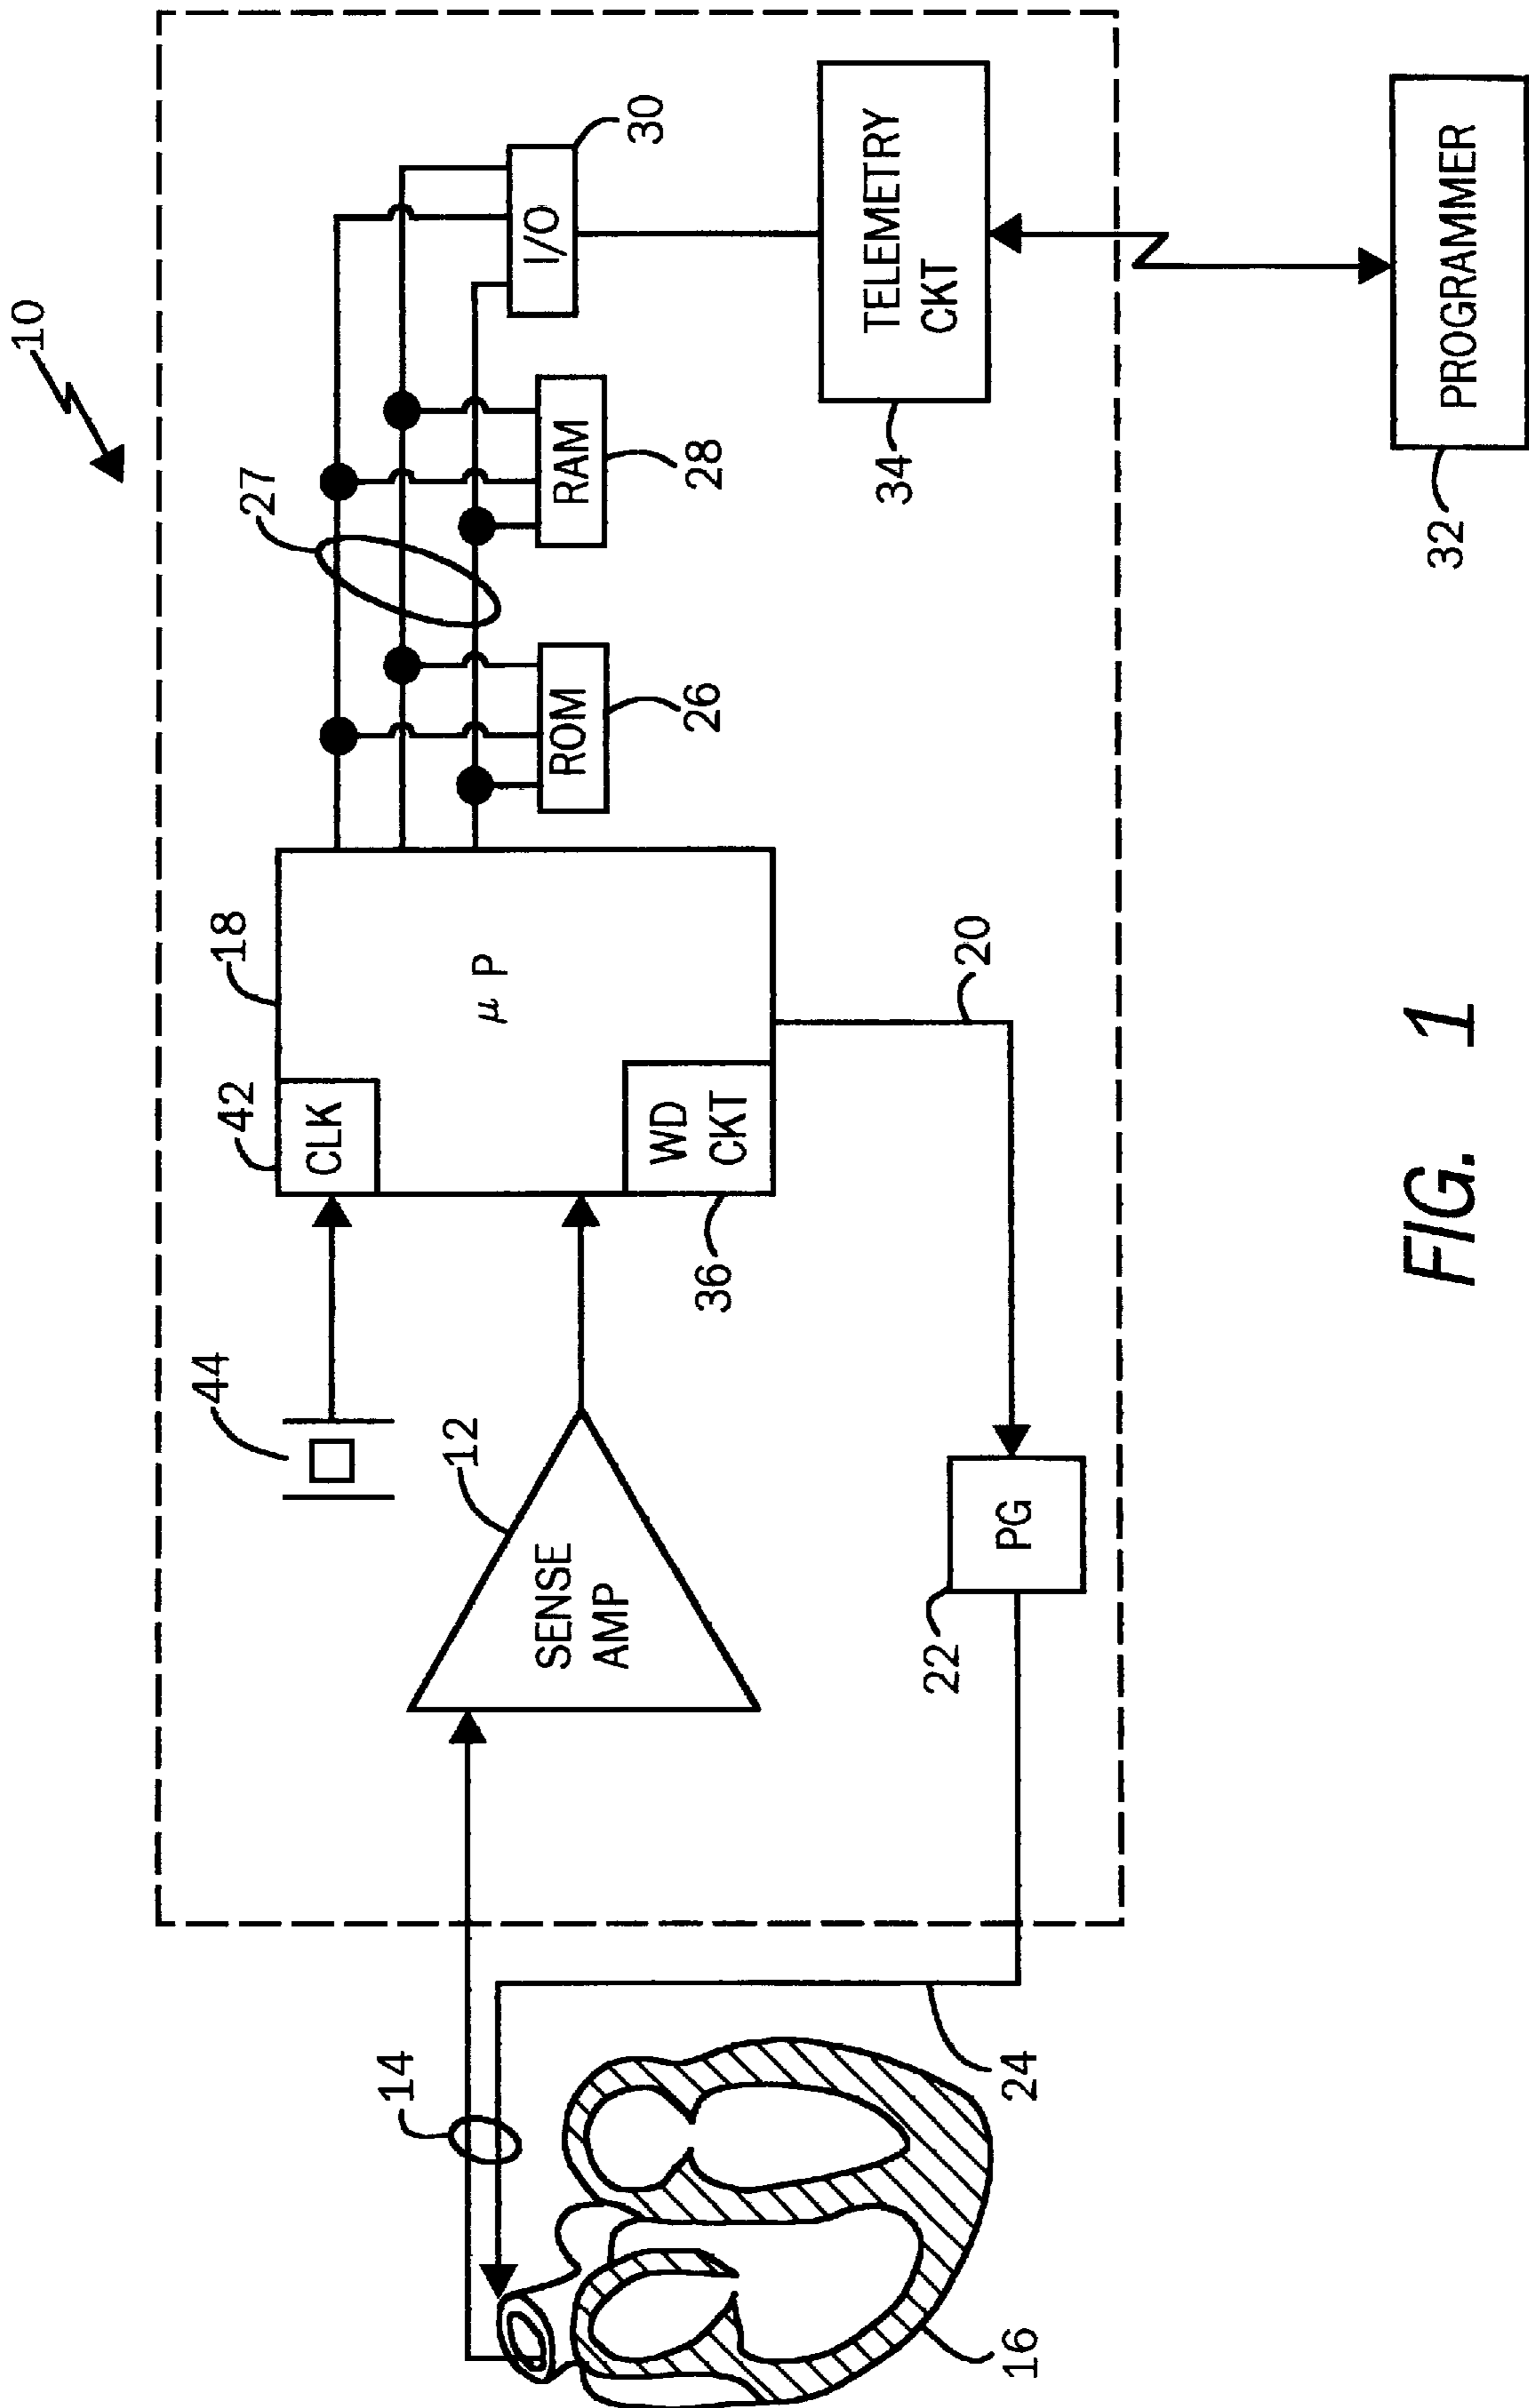 10
44
42
18
27
CLK
14
12
SENSE
AMP
μP
WD
CKT
36
ROM
26
RAM
28
I/O
30
20
22
PG
24
16
34
TELEMETRY
CKT
32
PROGRAMMER
FIG. 1